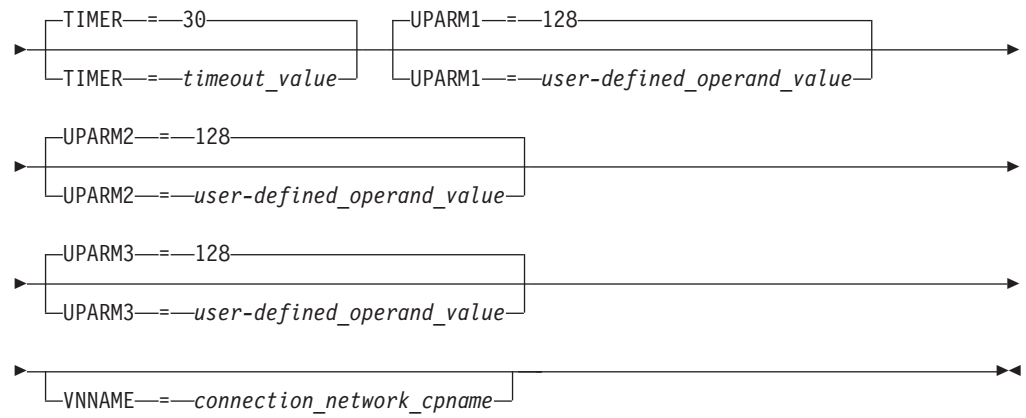 TIMER = 30 UPARM1 = 128
TIMER = timeout_value UPARM1 = user-defined_operand_value
UPARM2 = 128
UPARM2 = user-defined_operand_value
UPARM3 = 128
UPARM3 = user-defined_operand_value
VNNAME = connection_network_cpname